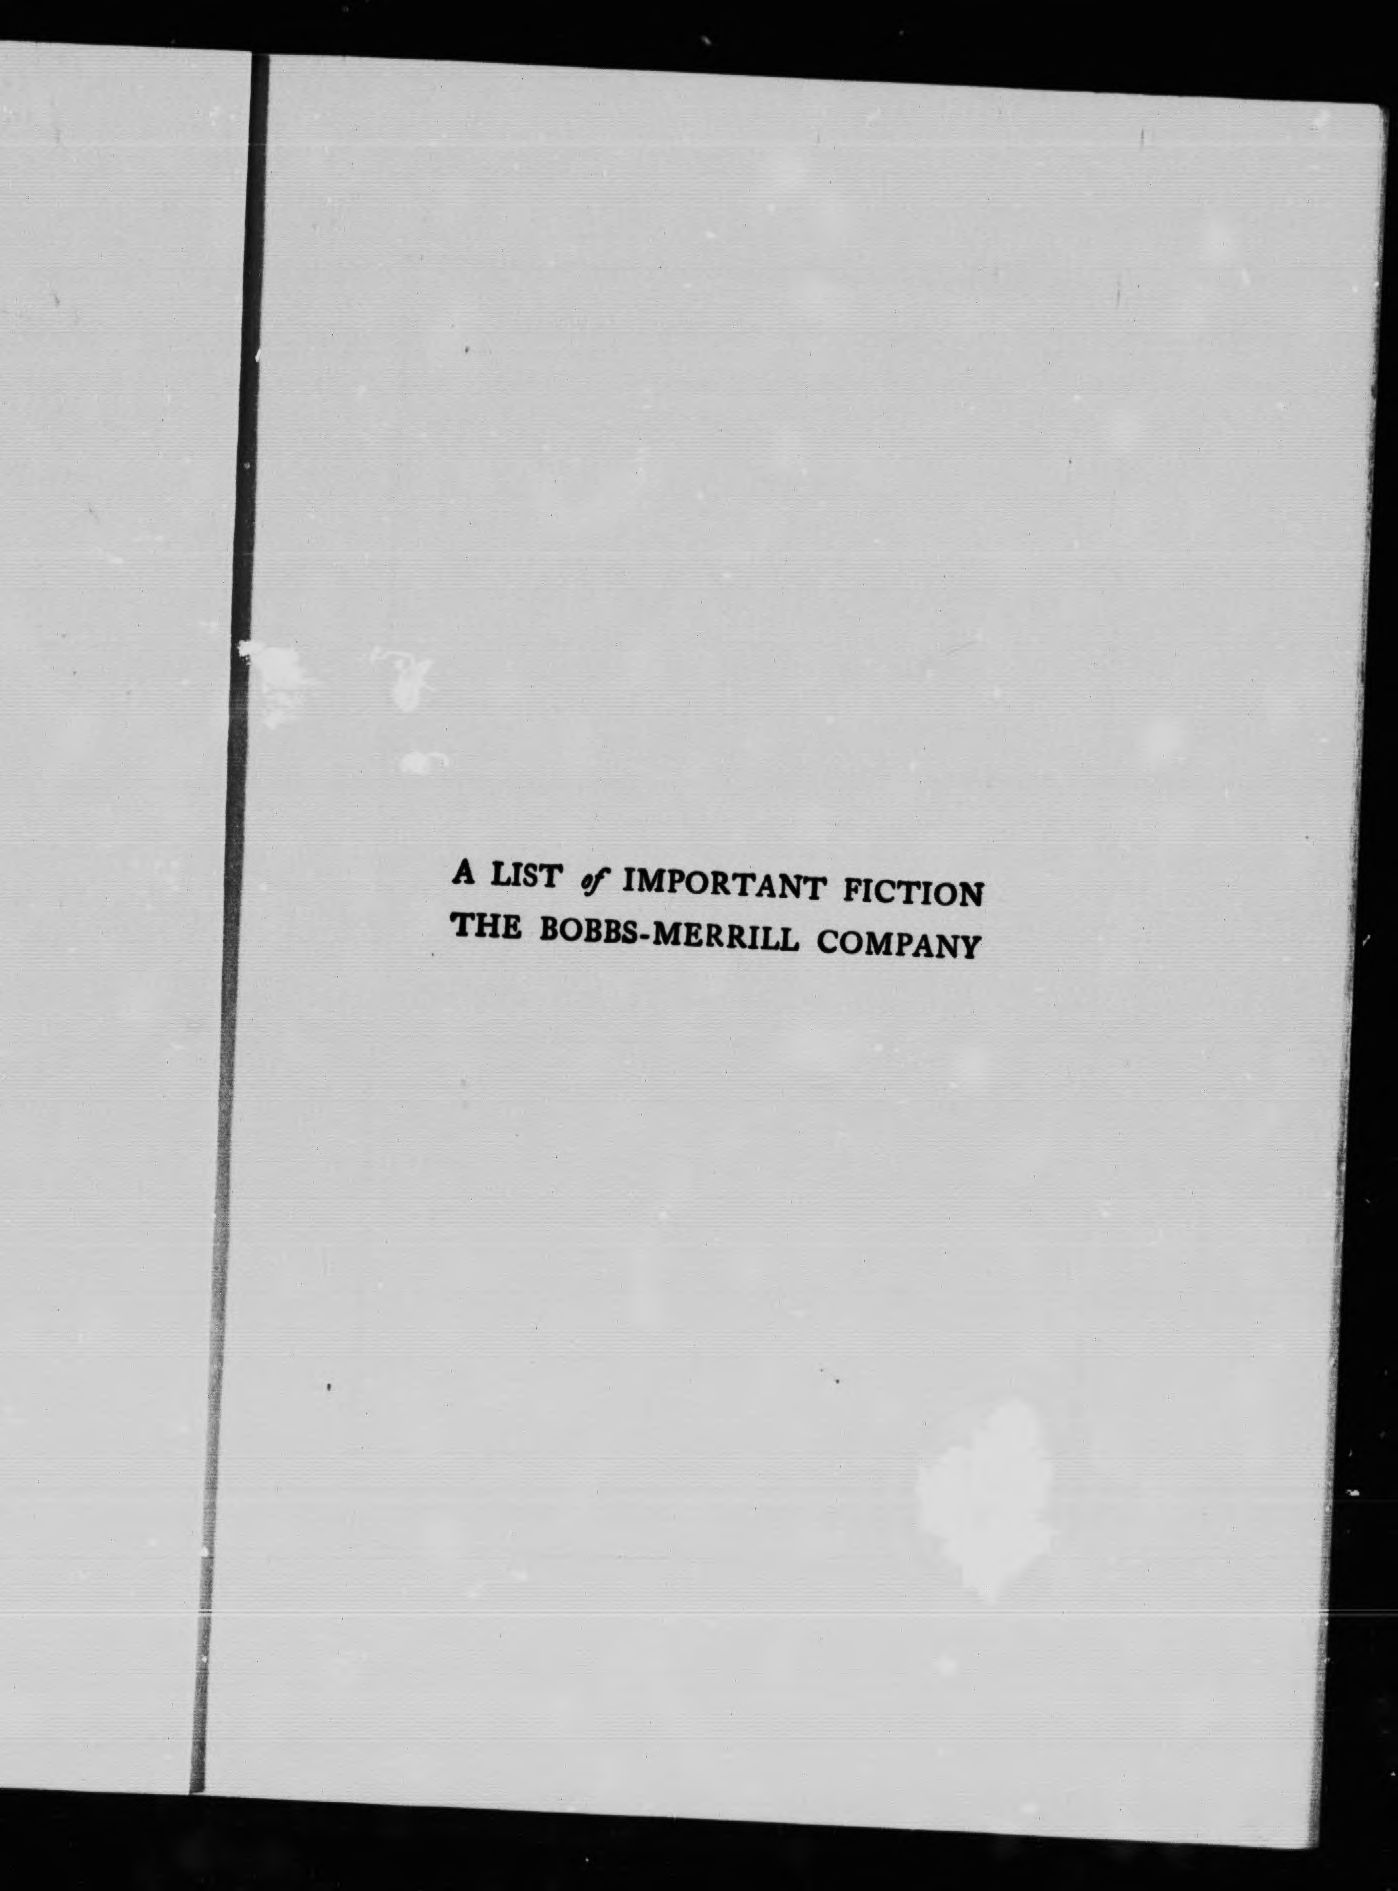 A LIST of IMPORTANT FICTION
THE BOBBS-MERRILL COMPANY